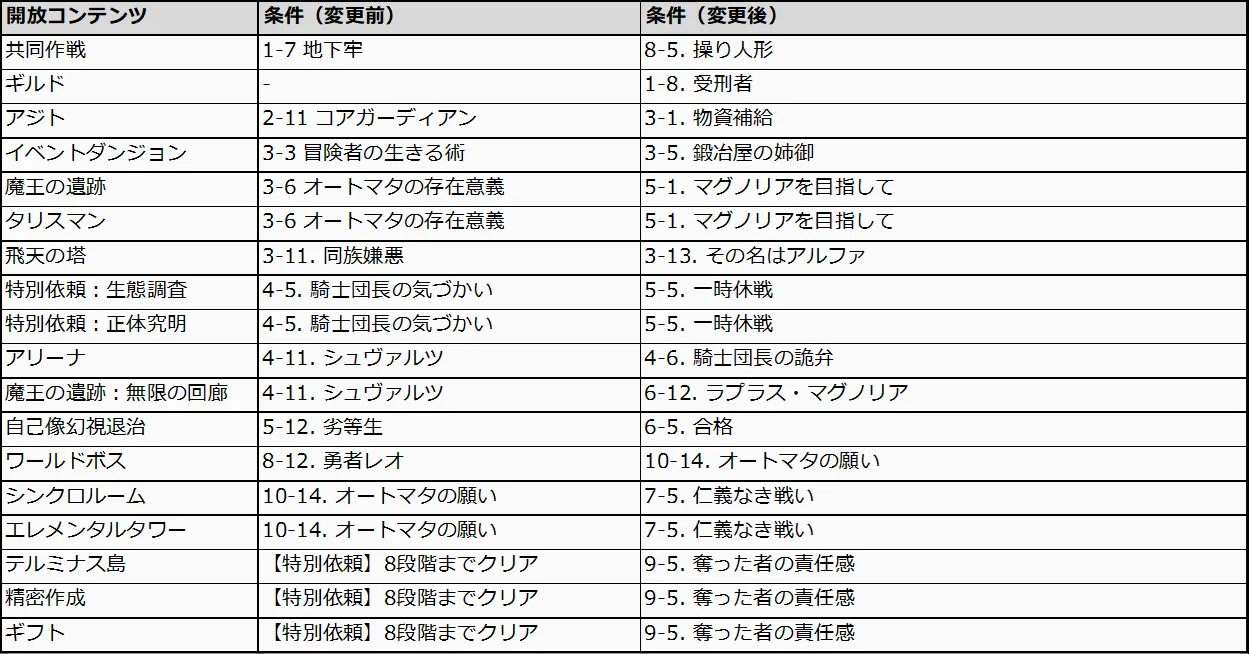 開放コンテンツ 条件（変更前） 条件（変更後）
共同作戦 1-7 地下牢 8-5. 操り人形
ギルド - 1-8. 受刑者
アジト 2-11 コアガーディアン 3-1. 物資補給
イベントダンジョン 3-3 冒険者の生きる術 3-5. 鍛冶屋の姉御
魔王の遺跡 3-6 オートマタの存在意義 5-1. マグノリアを目指して
タリスマン 3-6 オートマタの存在意義 5-1. マグノリアを目指して
飛天の塔 3-11. 同族嫌悪 3-13. その名はアルファ
特別依頼：生態調査 4-5. 騎士団長の気づかい 5-5. 一時休戦
特別依頼：正体究明 4-5. 騎士団長の気づかい 5-5. 一時休戦
アリーナ 4-11. シュヴァルツ 4-6. 騎士団長の詭弁
魔王の遺跡：無限の回廊 4-11. シュヴァルツ 6-12. ラプラス・マグノリア
自己像幻視退治 5-12. 劣等生 6-5. 合格
ワールドボス 8-12. 勇者レオ 10-14. オートマタの願い
シンクロルーム 10-14. オートマタの願い 7-5. 仁義なき戦い
エレメンタルタワー 10-14. オートマタの願い 7-5. 仁義なき戦い
テルミナス島 【特別依頼】8段階までクリア 9-5. 奪った者の責任感
精密作成 【特別依頼】8段階までクリア 9-5. 奪った者の責任感
ギフト 【特別依頼】8段階までクリア 9-5. 奪った者の責任感